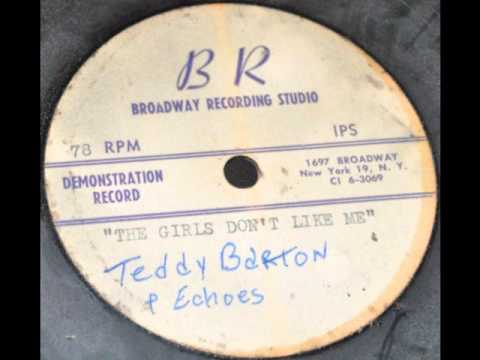 B R
BROADWAY RECORDING STUDIO
78 RPM
IPS
DEMONSTRATION
RECORD
1697 BROADWAY
New York 19, N. Y.
CI 6-3069
"THE GIRLS DON'T LIKE ME"
Teddy BARTON
& Echoes